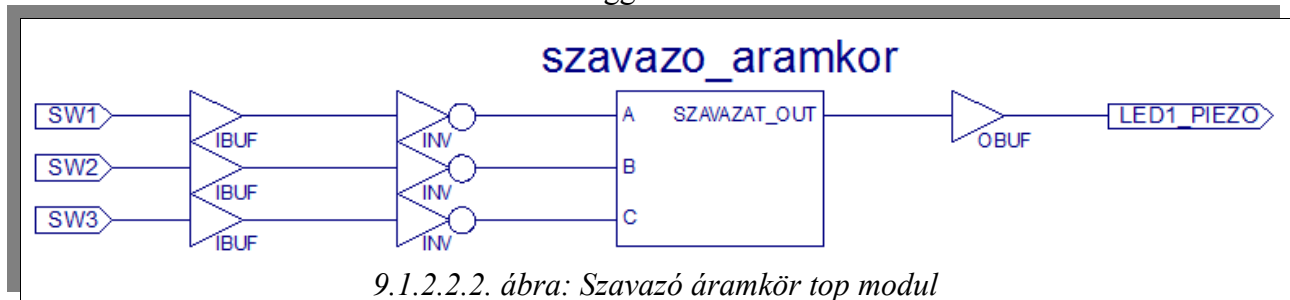 szavazo_aramkor
SW1 IBUF INV A SZAVAZAT_OUT OBUF LED1_PIEZO
SW2 IBUF INV B
SW3 IBUF INV C
9.1.2.2.2. ábra: Szavazó áramkör top modul